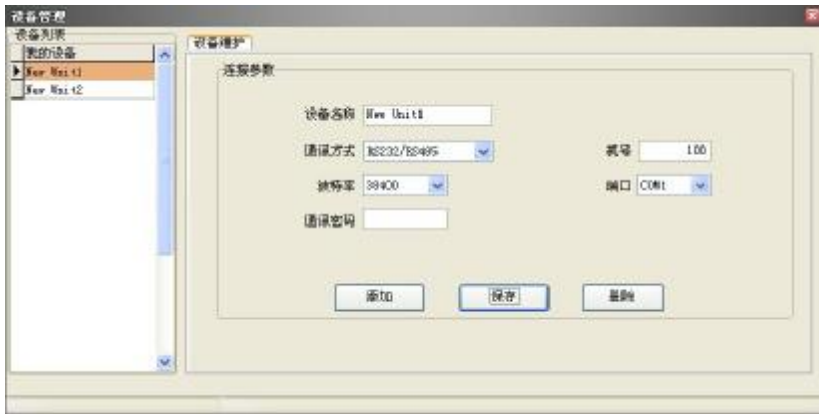 设备管理
设备列表
我的设备
New Unit1
New Unit2
设备维护
连接参数
设备名称 New Unit1
通讯方式 RS232/RS485 机号 100
波特率 38400 端口 COM1
通讯密码
添加 保存 删除